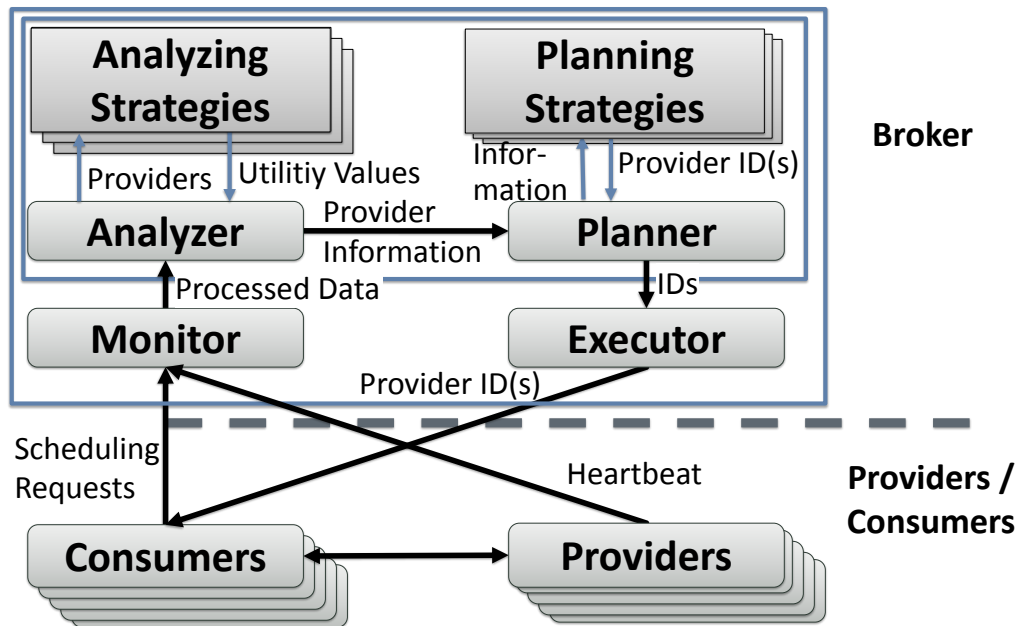 Analyzing
Strategies
Planning
Strategies
Broker
Providers
Utilitiy Values
Infor-
mation
Provider ID(s)
Analyzer
Provider
Information
Planner
Processed Data
IDs
Monitor
Executor
Provider ID(s)
Scheduling
Requests
Heartbeat
Providers /
Consumers
Consumers
Providers